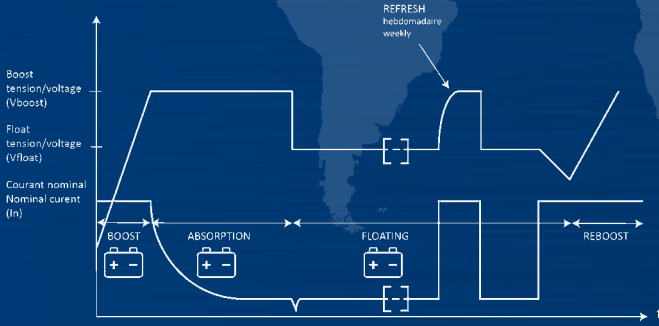 REFRESH
hebdomadaire
weekly
Boost
tension/voltage
(Vboost)
Float
tension/voltage
(Vfloat)
Courant nominal
Nominal curent
(In)
BOOST
ABSORPTION
FLOATING
REBOOST
+ −
+ −
+ −
t